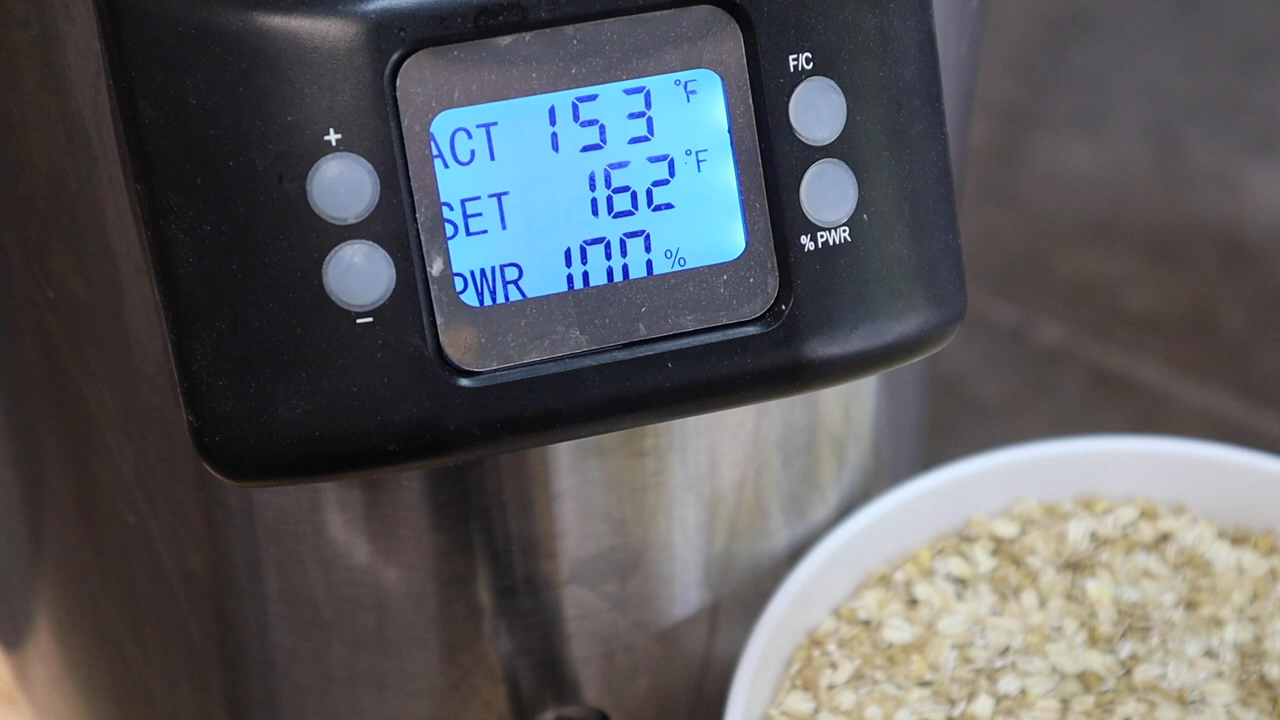 ACT 153 °F
SET 162 °F
PWR 100 %
+
−
F/C
% PWR